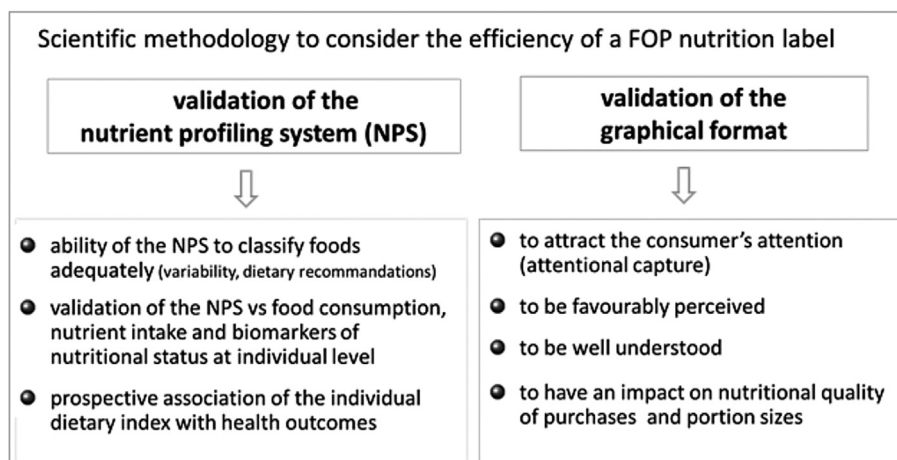 Scientific methodology to consider the efficiency of a FOP nutrition label
validation of the
nutrient profiling system (NPS)
ability of the NPS to classify foods
adequately (variability, dietary recommandations)
validation of the NPS vs food consumption,
nutrient intake and biomarkers of
nutritional status at individual level
prospective association of the individual
dietary index with health outcomes
validation of the
graphical format
to attract the consumer's attention
(attentional capture)
to be favourably perceived
to be well understood
to have an impact on nutritional quality
of purchases and portion sizes